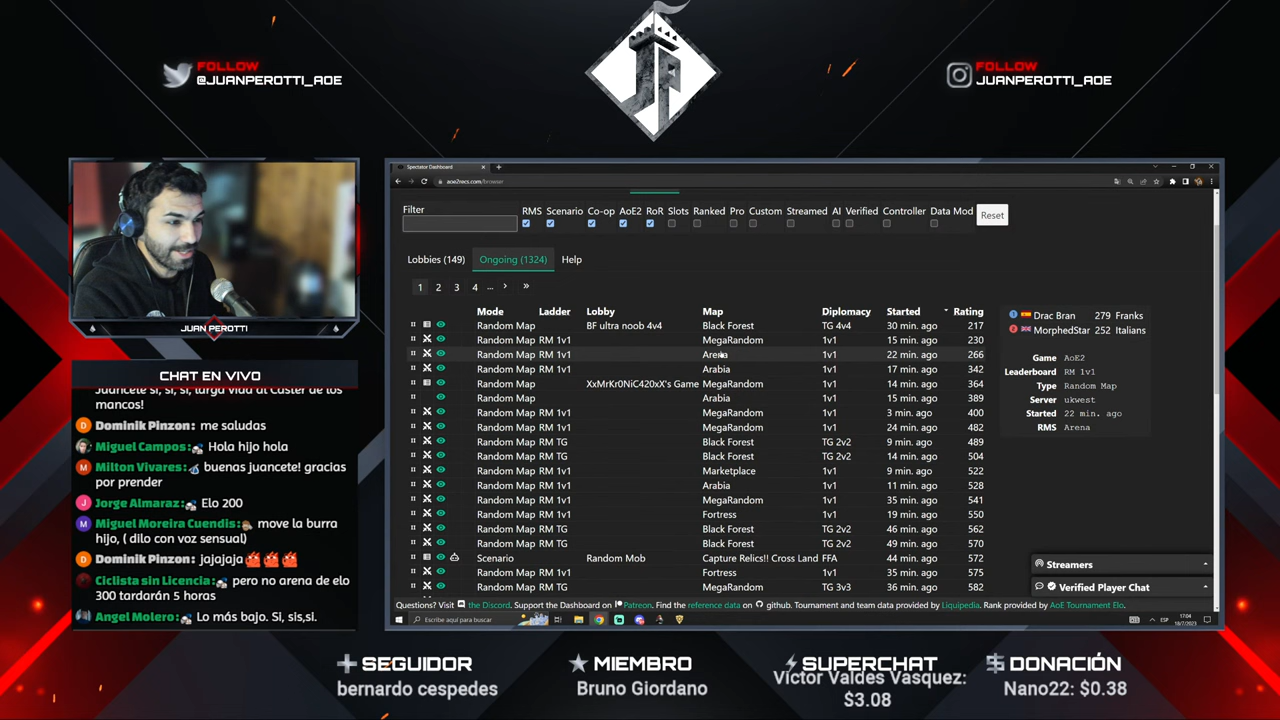 FOLLOW
@JUANPEROTTI_AOE
JP
FOLLOW
JUANPEROTTI_AOE
JUAN PEROTTI
CHAT EN VIVO
Juancete si, si, si, larga vida al Caster de los
mancos!
D Dominik Pinzon: me saludas
Miguel Campos: Hola hijo hola
M Milton Vivares: buenas juancete! gracias
por prender
J Jorge Almaraz: Elo 200
M Miguel Moreira Cuendis: move la burra
hijo, ( dilo con voz sensual)
D Dominik Pinzon: jajajaja
Ciclista sin Licencia: pero no arena de elo
300 tardarán 5 horas
Angel Molero: Lo más bajo. Si, sis,si.
Spectator Dashboard
aoe2recs.com/browser
Filter RMS Scenario Co-op AoE2 RoR Slots Ranked Pro Custom Streamed AI Verified Controller Data Mod Reset
Lobbies (149) Ongoing (1324) Help
1 2 3 4 ... › »
Mode Ladder Lobby Map Diplomacy Started Rating
Random Map BF ultra noob 4v4 Black Forest TG 4v4 30 min. ago 217
Random Map RM 1v1 MegaRandom 1v1 15 min. ago 230
Random Map RM 1v1 Arena 1v1 22 min. ago 266
Random Map RM 1v1 Arabia 1v1 17 min. ago 342
Random Map XxMrKr0NiC420xX's Game MegaRandom 1v1 14 min. ago 364
Random Map Arabia 1v1 15 min. ago 389
Random Map RM 1v1 MegaRandom 1v1 3 min. ago 400
Random Map RM 1v1 MegaRandom 1v1 24 min. ago 482
Random Map RM TG Black Forest TG 2v2 9 min. ago 489
Random Map RM TG Black Forest TG 2v2 14 min. ago 504
Random Map RM 1v1 Marketplace 1v1 9 min. ago 522
Random Map RM 1v1 Arabia 1v1 11 min. ago 528
Random Map RM 1v1 MegaRandom 1v1 35 min. ago 541
Random Map RM 1v1 Fortress 1v1 19 min. ago 550
Random Map RM TG Black Forest TG 2v2 46 min. ago 562
Random Map RM TG Black Forest TG 2v2 49 min. ago 570
Scenario Random Mob Capture Relics!! Cross Land FFA 44 min. ago 572
Random Map RM 1v1 Fortress 1v1 35 min. ago 575
Random Map RM TG MegaRandom TG 3v3 36 min. ago 582
1 Drac Bran 279 Franks
2 MorphedStar 252 Italians
Game AoE2
Leaderboard RM 1v1
Type Random Map
Server ukwest
Started 22 min. ago
RMS Arena
Streamers
Verified Player Chat
Questions? Visit the Discord. Support the Dashboard on Patreon. Find the reference data on github. Tournament and team data provided by Liquipedia. Rank provided by AoE Tournament Elo.
Escribe aquí para buscar
ESP
17:04
18/7/2023
SEGUIDOR
bernardo cespedes
MIEMBRO
Bruno Giordano
SUPERCHAT
Víctor Valdes Vasquez:
$3.08
DONACIÓN
Nano22: $0.38